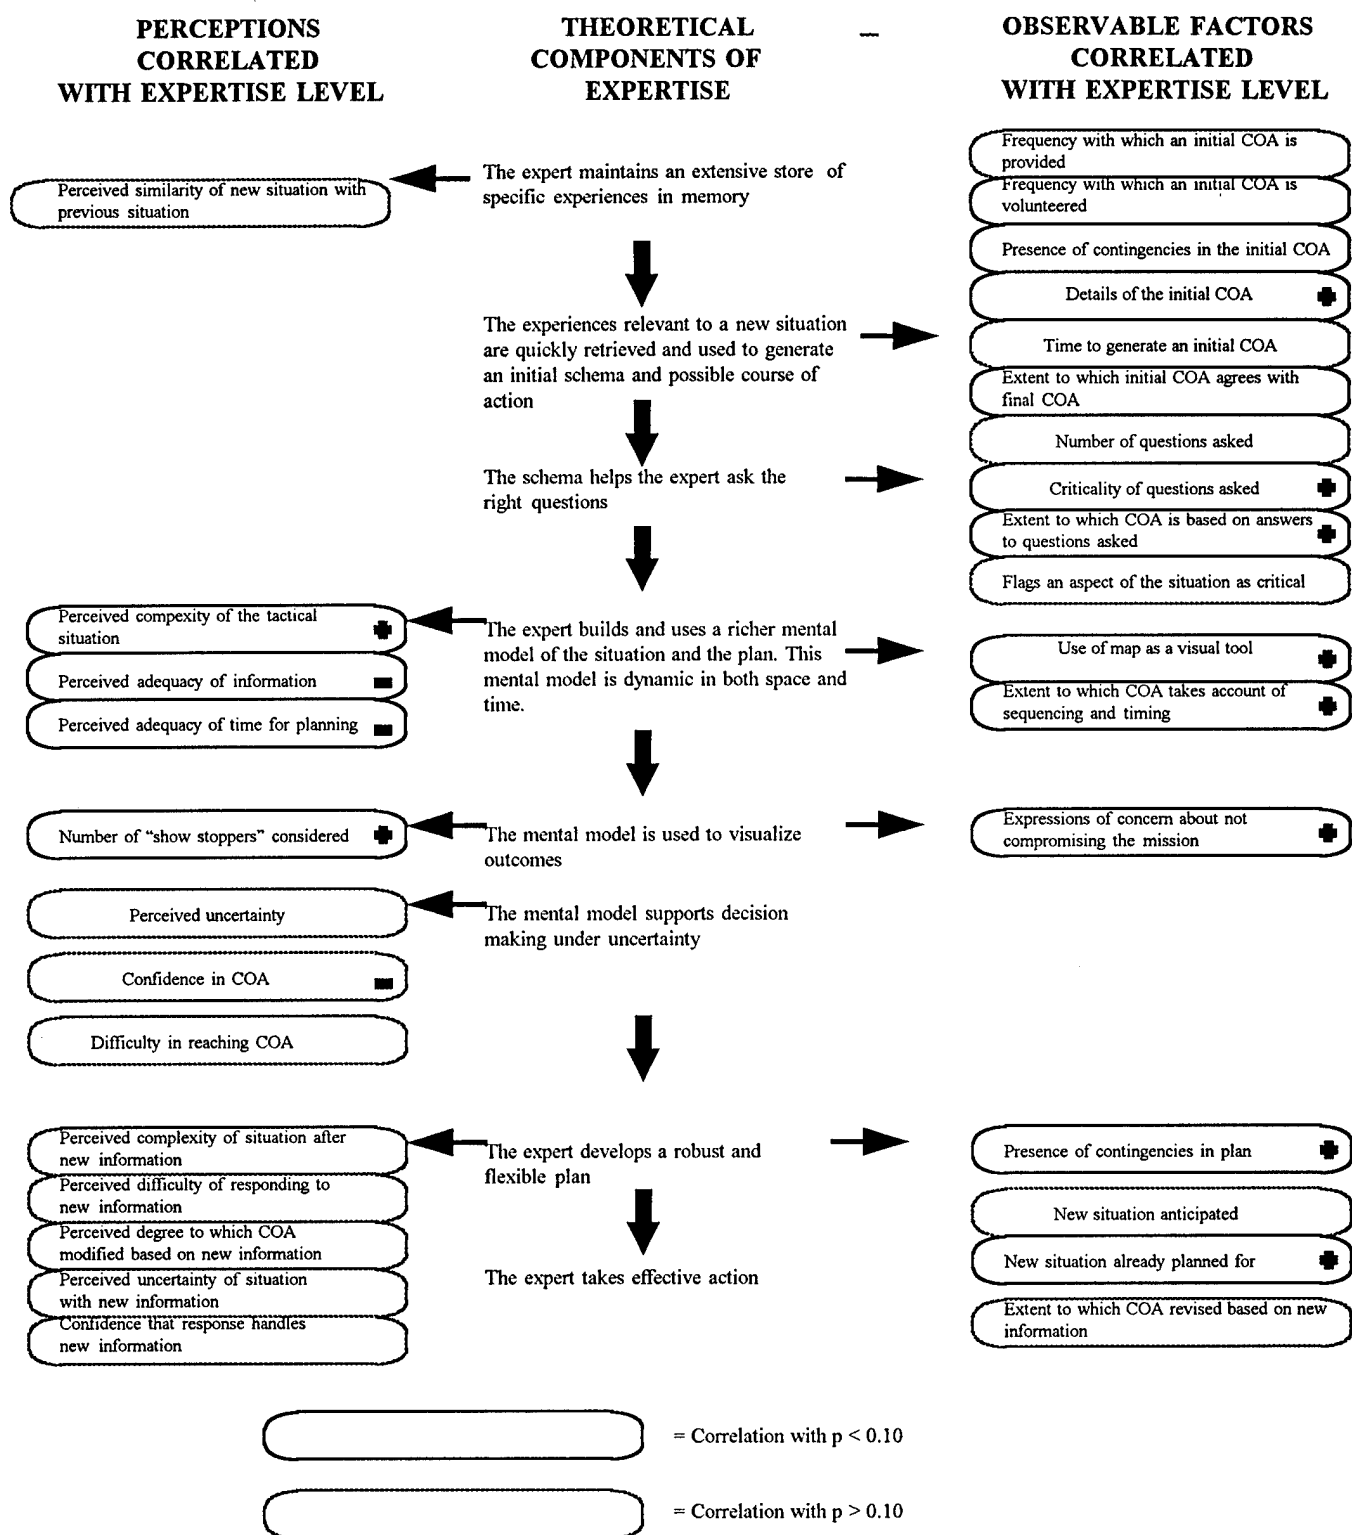 PERCEPTIONS
CORRELATED
WITH EXPERTISE LEVEL
THEORETICAL
COMPONENTS OF
EXPERTISE
OBSERVABLE FACTORS
CORRELATED
WITH EXPERTISE LEVEL
Perceived similarity of new situation with
previous situation
Perceived compexity of the tactical
situation
Perceived adequacy of information
Perceived adequacy of time for planning
Number of “show stoppers” considered
Perceived uncertainty
Confidence in COA
Difficulty in reaching COA
Perceived complexity of situation after
new information
Perceived difficulty of responding to
new information
Perceived degree to which COA
modified based on new information
Perceived uncertainty of situation
with new information
Confidence that response handles
new information
The expert maintains an extensive store of
specific experiences in memory
The experiences relevant to a new situation
are quickly retrieved and used to generate
an initial schema and possible course of
action
The schema helps the expert ask the
right questions
The expert builds and uses a richer mental
model of the situation and the plan. This
mental model is dynamic in both space and
time.
The mental model is used to visualize
outcomes
The mental model supports decision
making under uncertainty
The expert develops a robust and
flexible plan
The expert takes effective action
Frequency with which an initial COA is
provided
Frequency with which an initial COA is
volunteered
Presence of contingencies in the initial COA
Details of the initial COA
Time to generate an initial COA
Extent to which initial COA agrees with
final COA
Number of questions asked
Criticality of questions asked
Extent to which COA is based on answers
to questions asked
Flags an aspect of the situation as critical
Use of map as a visual tool
Extent to which COA takes account of
sequencing and timing
Expressions of concern about not
compromising the mission
Presence of contingencies in plan
New situation anticipated
New situation already planned for
Extent to which COA revised based on new
information
= Correlation with p < 0.10
= Correlation with p > 0.10